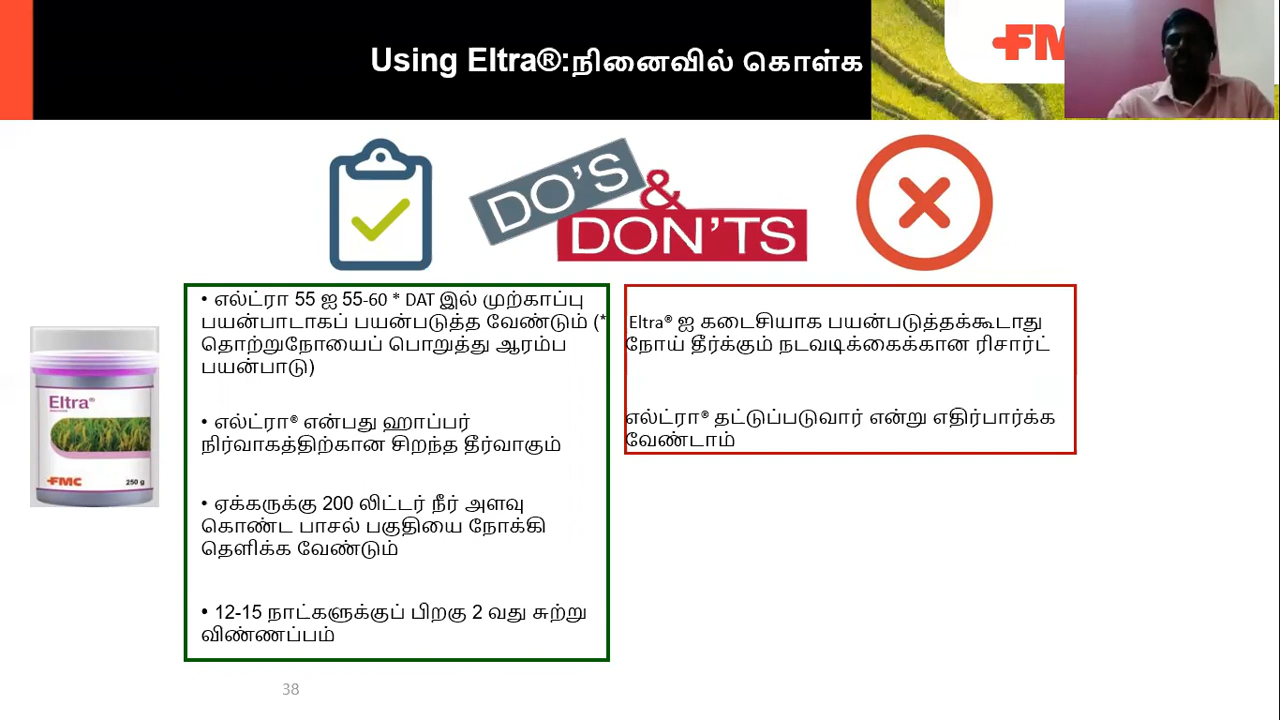 Using Eltra®:நினைவில் கொள்க
FM
DO'S
&
DON'TS
• எல்ட்ரா 55 ஐ 55-60 * DAT இல் முற்காப்பு
பயன்பாடாகப் பயன்படுத்த வேண்டும் (*
தொற்றுநோயைப் பொறுத்து ஆரம்ப
பயன்பாடு)
• எல்ட்ரா® என்பது ஹாப்பர்
நிர்வாகத்திற்கான சிறந்த தீர்வாகும்
• ஏக்கருக்கு 200 லிட்டர் நீர் அளவு
கொண்ட பாசல் பகுதியை நோக்கி
தெளிக்க வேண்டும்
• 12-15 நாட்களுக்குப் பிறகு 2 வது சுற்று
விண்ணப்பம்
Eltra® ஐ கடைசியாக பயன்படுத்தக்கூடாது
நோய் தீர்க்கும் நடவடிக்கைக்கான ரிசார்ட்
எல்ட்ரா® தட்டுப்படுவார் என்று எதிர்பார்க்க
வேண்டாம்
Eltra®
FMC
250 g
38